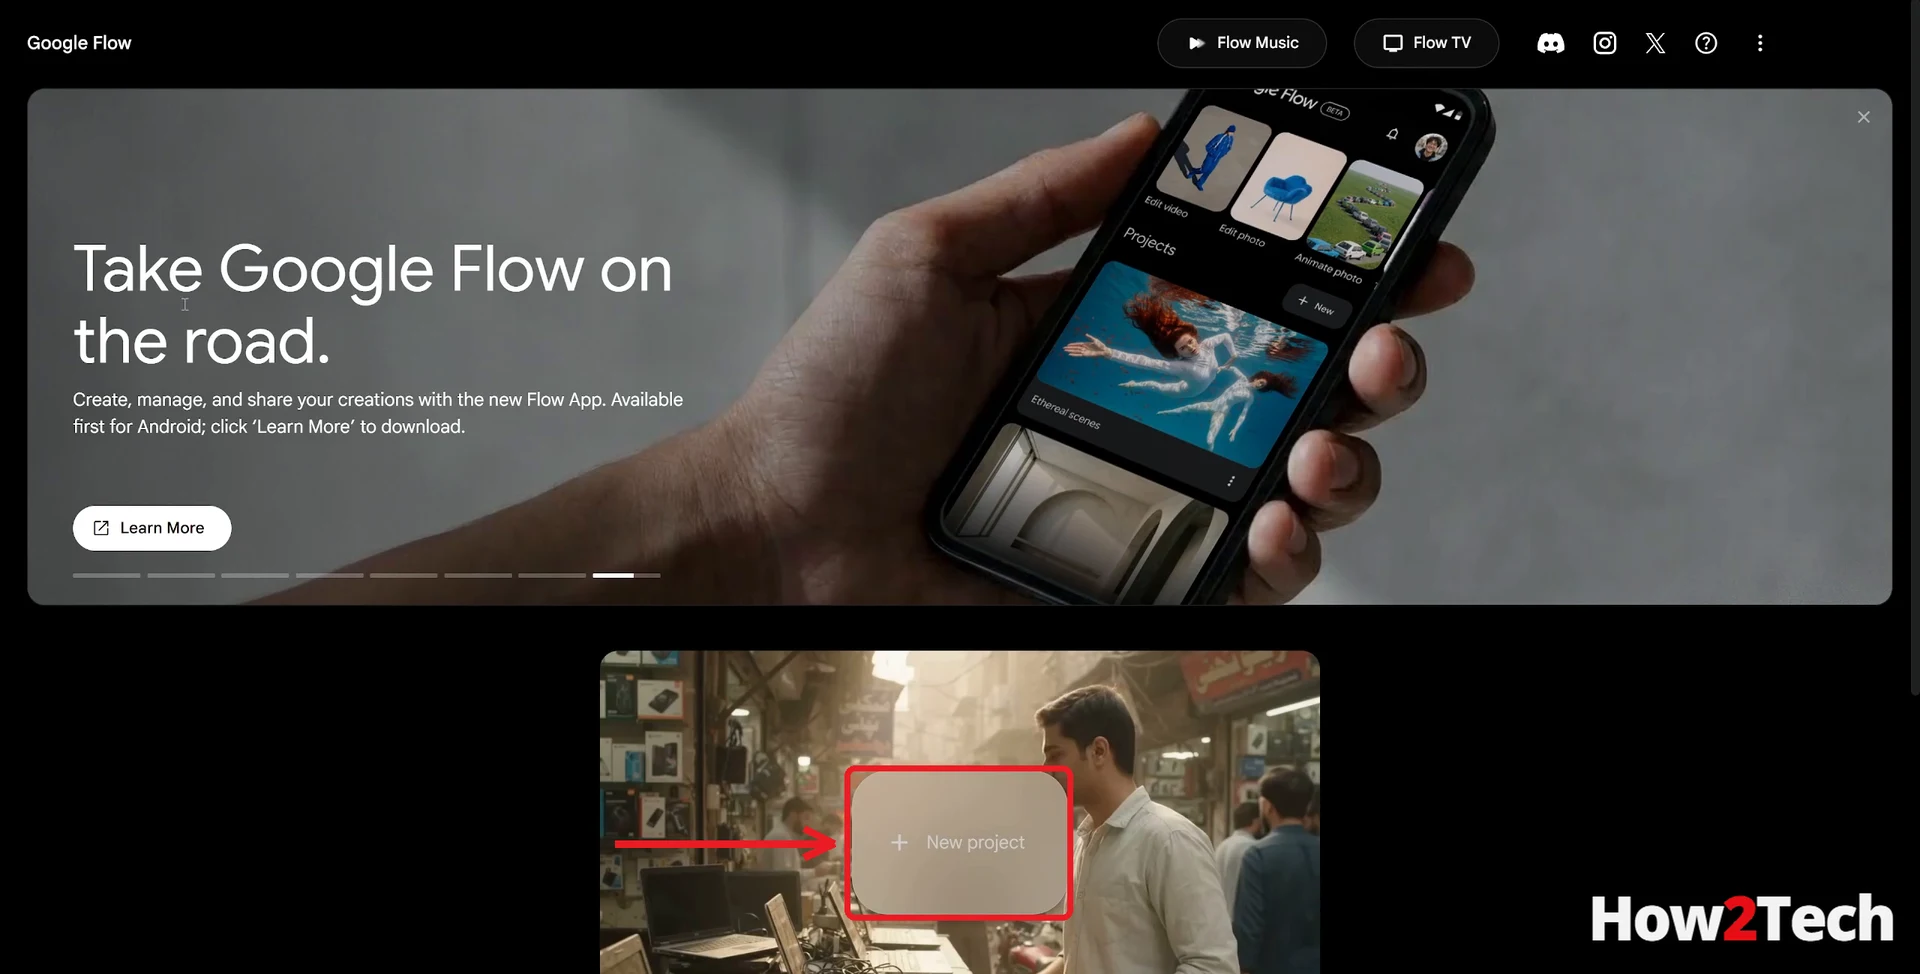 Google Flow
Flow Music
Flow TV
gle Flow BETA
Edit video
Edit photo
Animate photo
Projects
+ New
Ethereal scenes
Take Google Flow on
the road.
Create, manage, and share your creations with the new Flow App. Available
first for Android; click ‘Learn More’ to download.
Learn More
+ New project
How2Tech